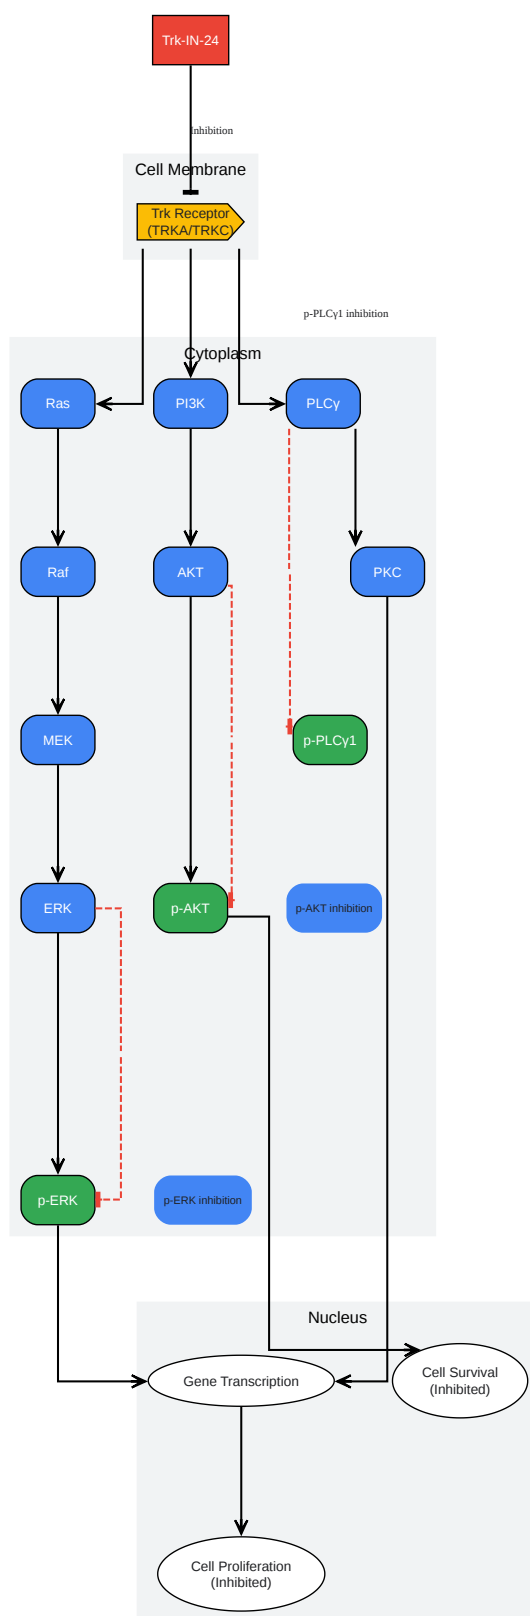 Trk-IN-24
Inhibition
Cell Membrane
Trk Receptor
(TRKA/TRKC)
p-PLCγ1 inhibition
Cytoplasm
Ras
PI3K
PLCγ
Raf
AKT
PKC
MEK
p-PLCγ1
ERK
p-AKT
p-AKT inhibition
p-ERK
p-ERK inhibition
Nucleus
Gene Transcription
Cell Survival
(Inhibited)
Cell Proliferation
(Inhibited)